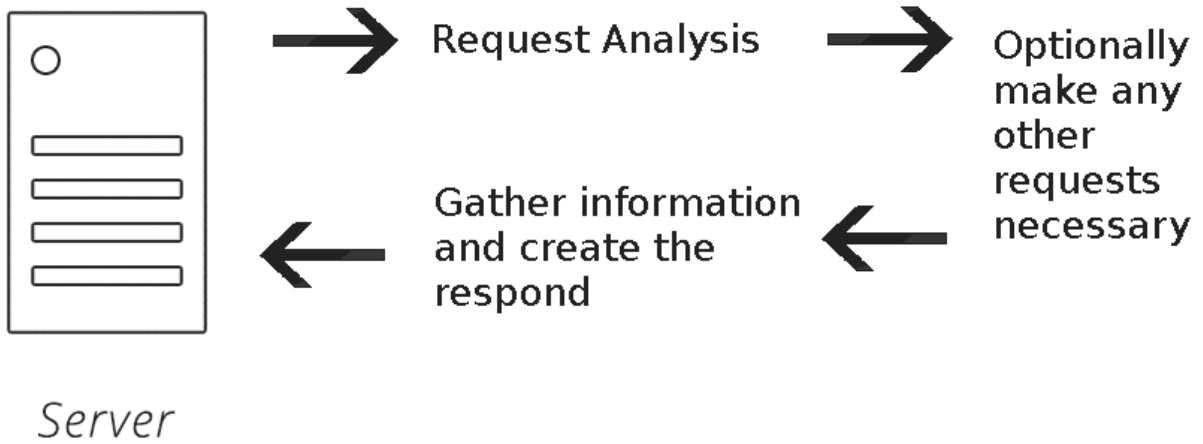 Request Analysis
Optionally
make any
other
requests
necessary
Gather information
and create the
respond
Server